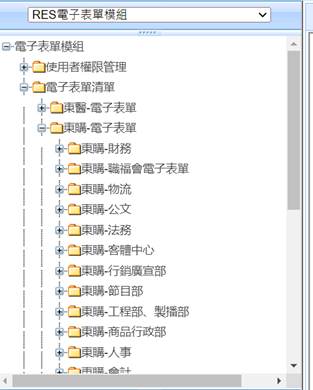 RES電子表單模組
電子表單模組
使用者權限管理
電子表單清單
東醫-電子表單
東購-電子表單
東購-財務
東購-職福會電子表單
東購-物流
東購-公文
東購-法務
東購-客體中心
東購-行銷廣宣部
東購-節目部
東購-工程部、製播部
東購-商品行政部
東購-人事
東購-會計